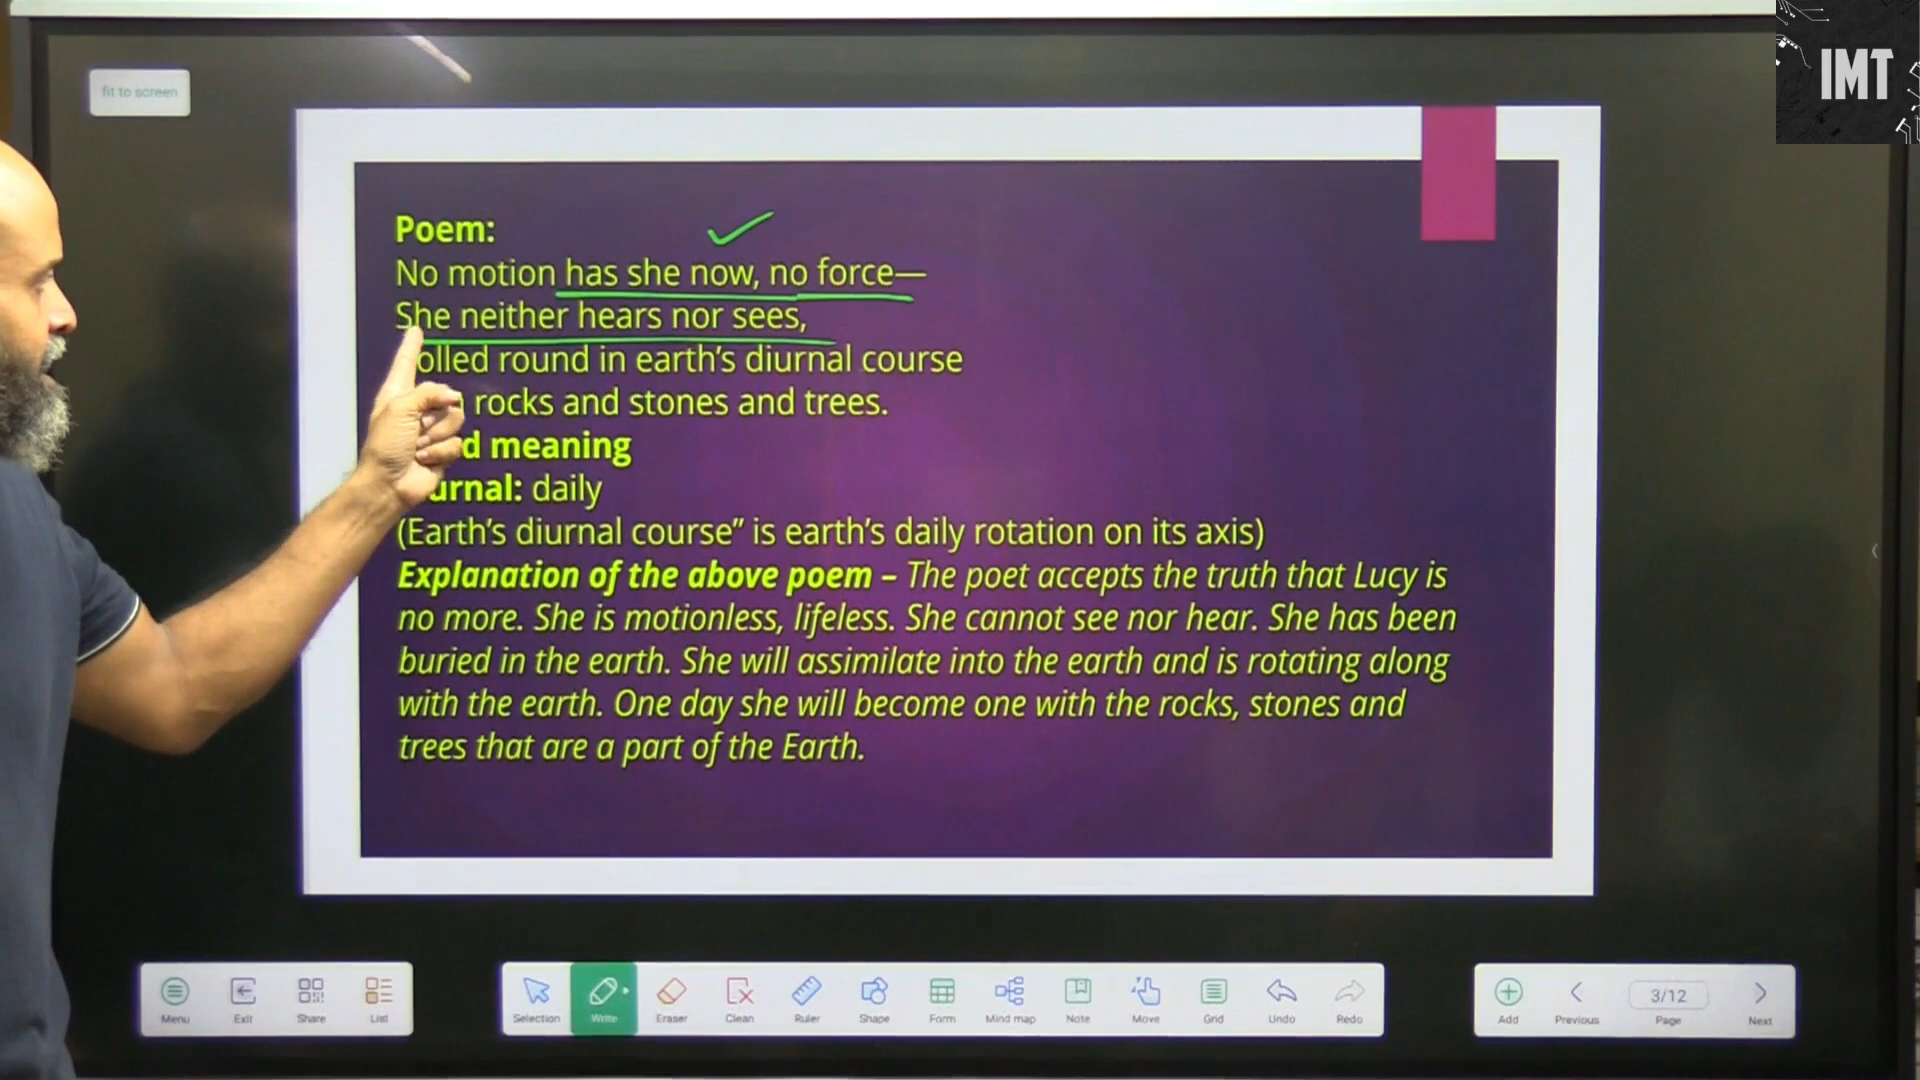 fit to screen
IMT
Poem:
No motion has she now, no force—
She neither hears nor sees,
olled round in earth's diurnal course
rocks and stones and trees.
d meaning
urnal: daily
(Earth's diurnal course" is earth's daily rotation on its axis)
Explanation of the above poem – The poet accepts the truth that Lucy is
no more. She is motionless, lifeless. She cannot see nor hear. She has been
buried in the earth. She will assimilate into the earth and is rotating along
with the earth. One day she will become one with the rocks, stones and
trees that are a part of the Earth.
Menu Exit Share List Selection Write Eraser Clean Ruler Shape Form Mind map Note Move Grid Undo Redo Add Previous 3/12 Page Next